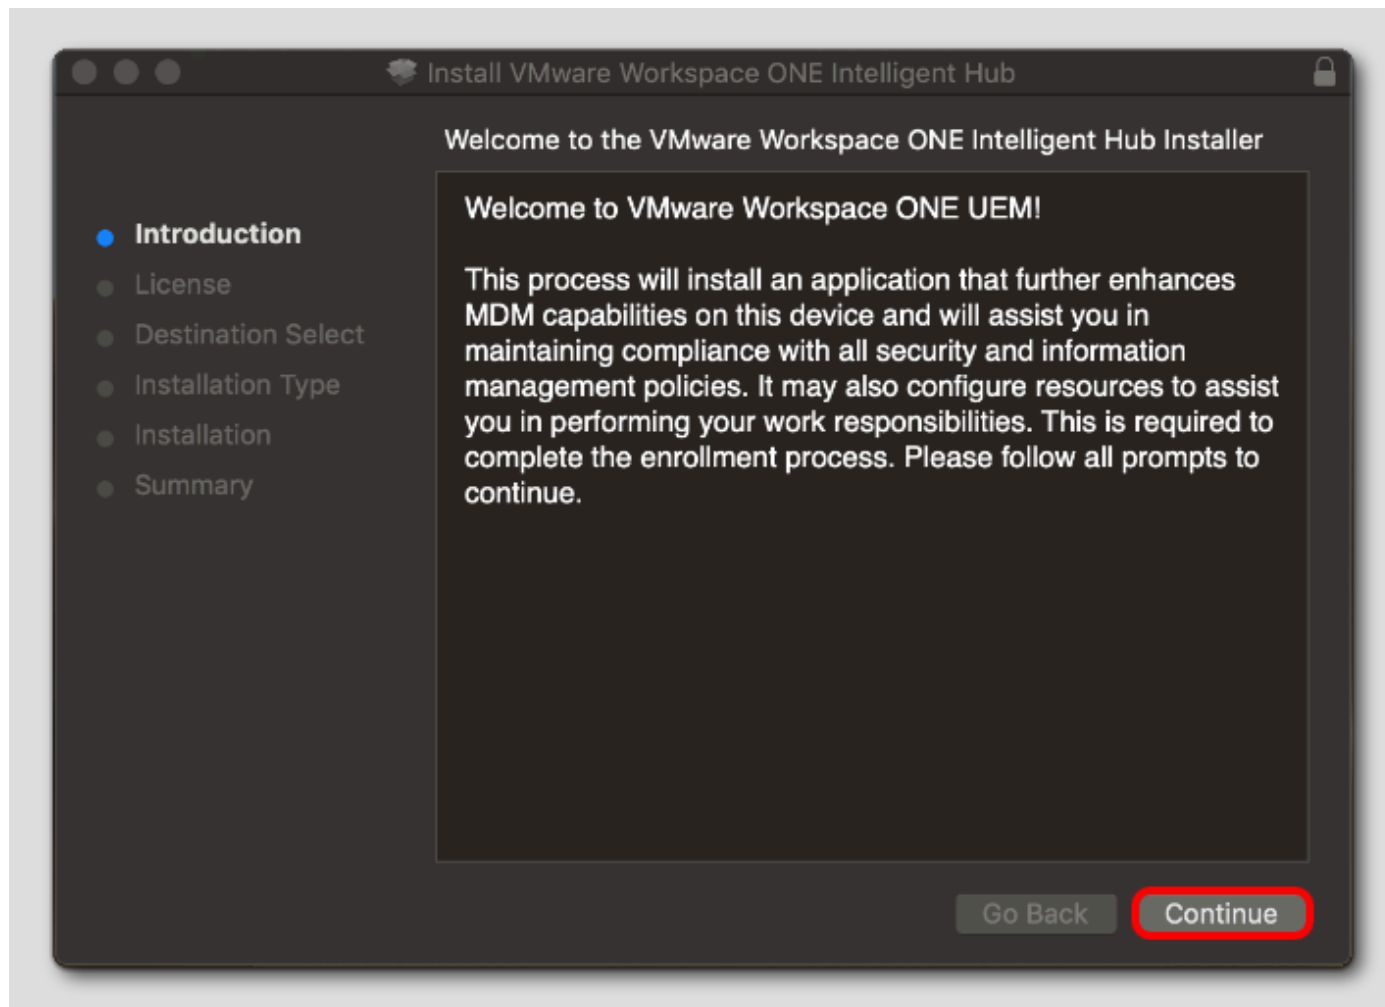 Install VMware Workspace ONE Intelligent Hub
Welcome to the VMware Workspace ONE Intelligent Hub Installer
Introduction
License
Destination Select
Installation Type
Installation
Summary
Welcome to VMware Workspace ONE UEM!
This process will install an application that further enhances
MDM capabilities on this device and will assist you in
maintaining compliance with all security and information
management policies. It may also configure resources to assist
you in performing your work responsibilities. This is required to
complete the enrollment process. Please follow all prompts to
continue.
Go Back
Continue